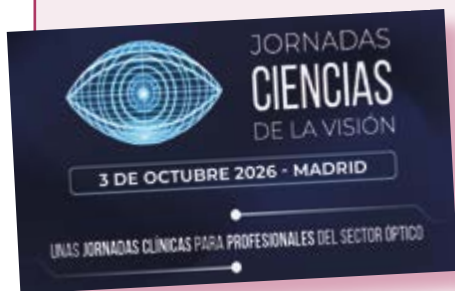 JORNADAS
CIENCIAS
DE LA VISIÓN
3 DE OCTUBRE 2026 - MADRID
UNAS JORNADAS CLÍNICAS PARA PROFESIONALES DEL SECTOR ÓPTICO